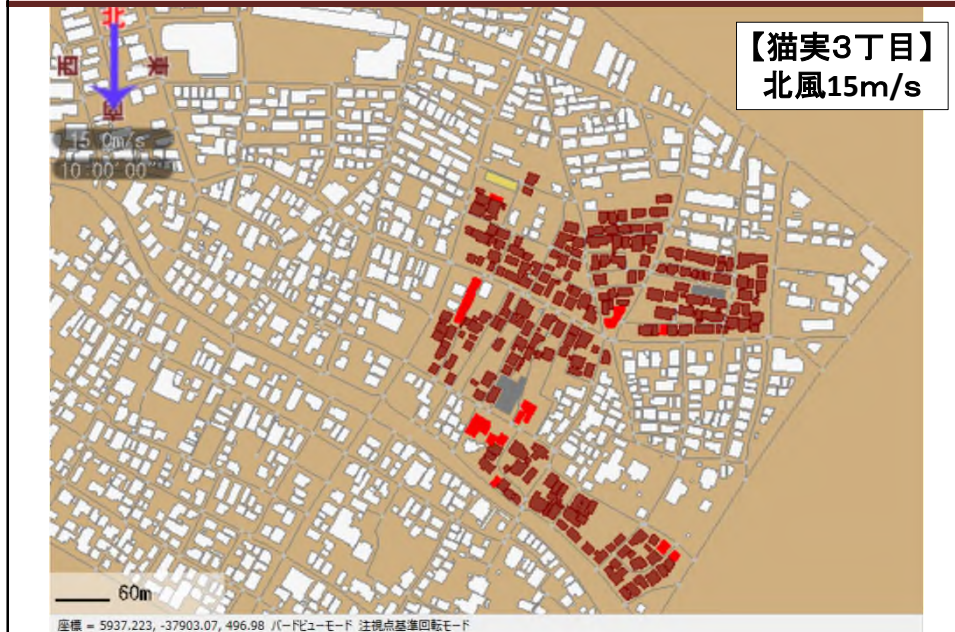 北
西
東
南
15.0m/s
10:00'00"
【猫実3丁目】
北風15m/s
60m
座標 = 5937.223, -37903.07, 496.98 バードビューモード 注視点基準回転モード